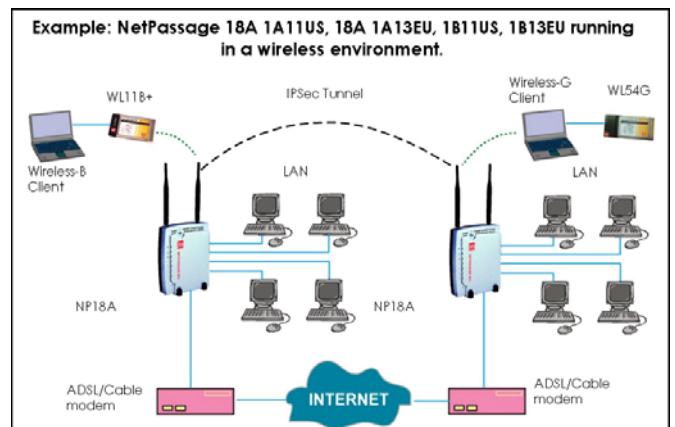 Example: NetPassage 18A 1A11US, 18A 1A13EU, 1B11US, 1B13EU running
in a wireless environment.
WL11B+
IPSec Tunnel
Wireless-G
Client
WL54G
Wireless-B
Client
LAN
LAN
NP18A
NP18A
ADSL/Cable
modem
INTERNET
ADSL/Cable
modem